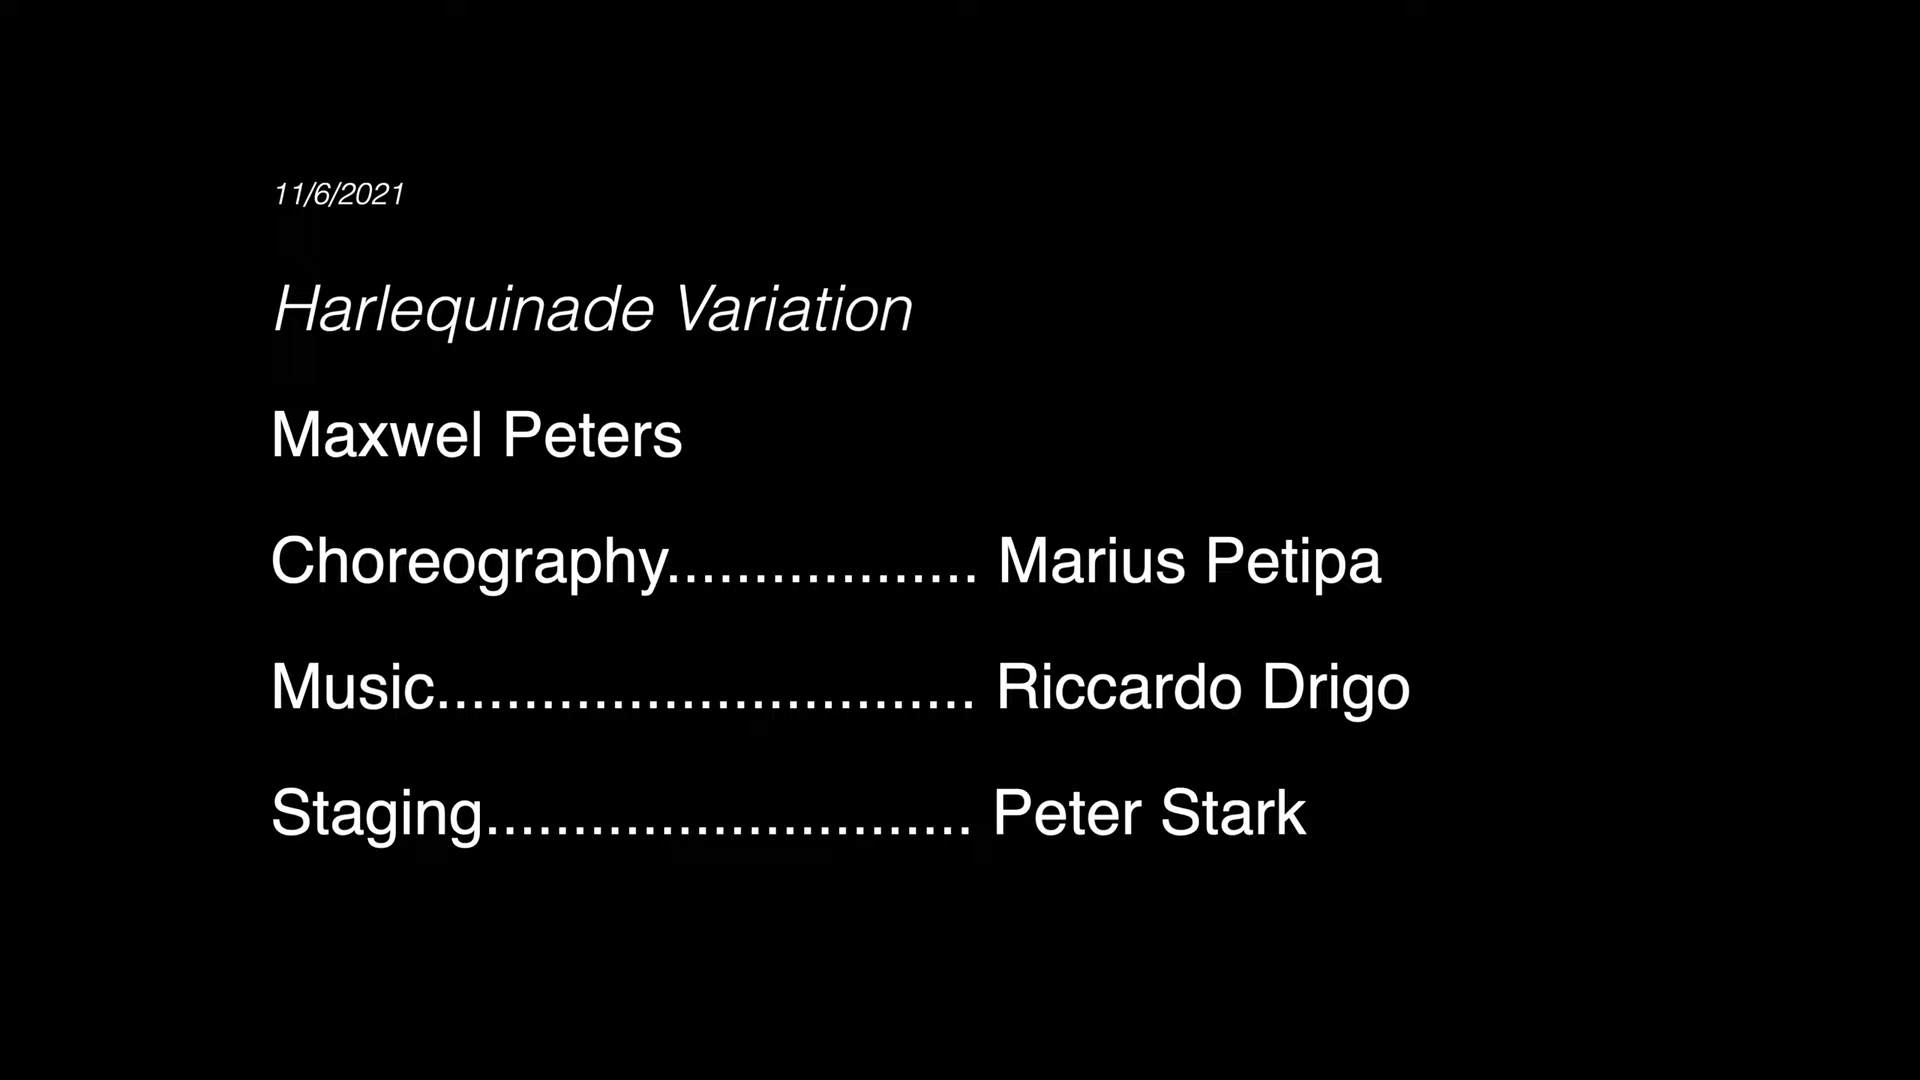 11/6/2021
Harlequinade Variation
Maxwel Peters
Choreography.................. Marius Petipa
Music............................... Riccardo Drigo
Staging............................ Peter Stark